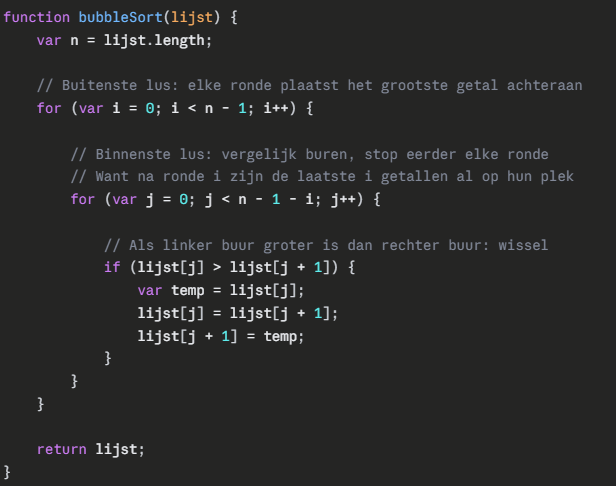 function bubbleSort(lijst) {
    var n = lijst.length;

    // Buitenste lus: elke ronde plaatst het grootste getal achteraan
    for (var i = 0; i < n - 1; i++) {

        // Binnenste lus: vergelijk buren, stop eerder elke ronde
        // Want na ronde i zijn de laatste i getallen al op hun plek
        for (var j = 0; j < n - 1 - i; j++) {

            // Als linker buur groter is dan rechter buur: wissel
            if (lijst[j] > lijst[j + 1]) {
                var temp = lijst[j];
                lijst[j] = lijst[j + 1];
                lijst[j + 1] = temp;
            }
        }
    }

    return lijst;
}